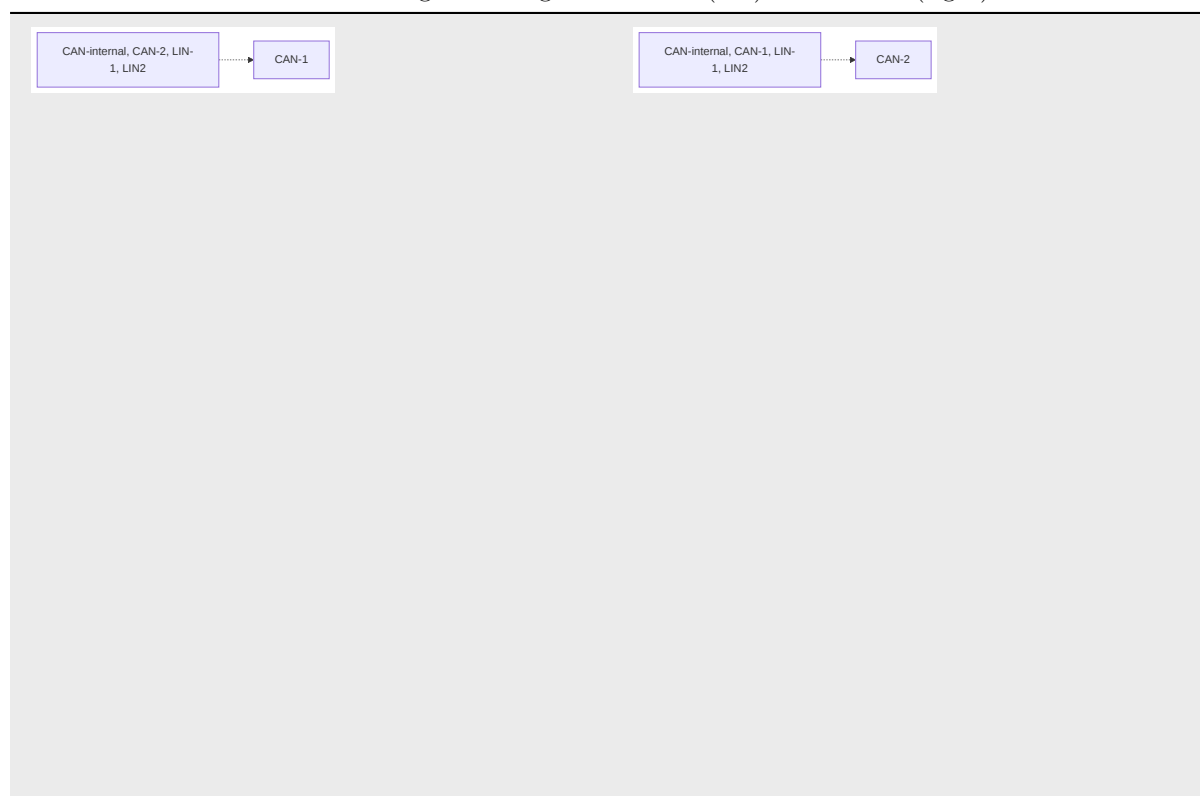 CAN-internal, CAN-2, LIN-
1, LIN2
CAN-1
CAN-internal, CAN-1, LIN-
1, LIN2
CAN-2